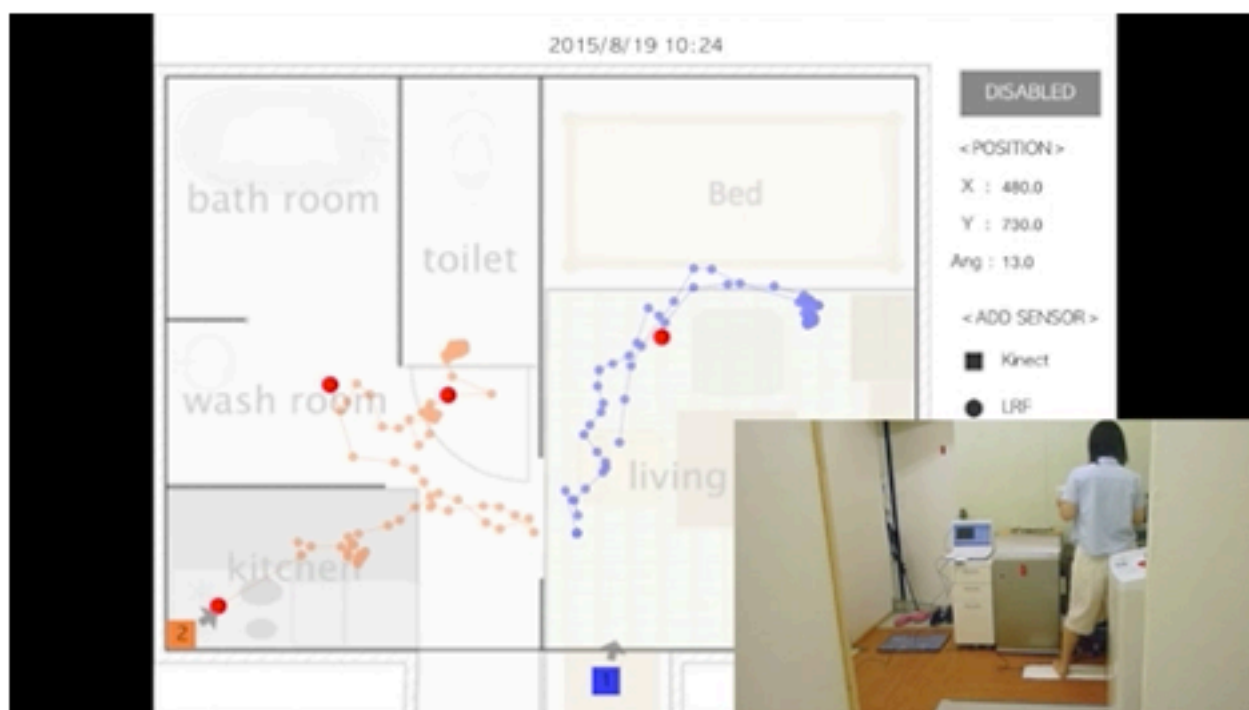 2015/8/19 10:24
DISABLED
<POSITION>
X : 480.0
Y : 730.0
Ang : 13.0
<ADD SENSOR>
Kinect
LRF
bath room
toilet
Bed
wash room
living
kitchen
2
1